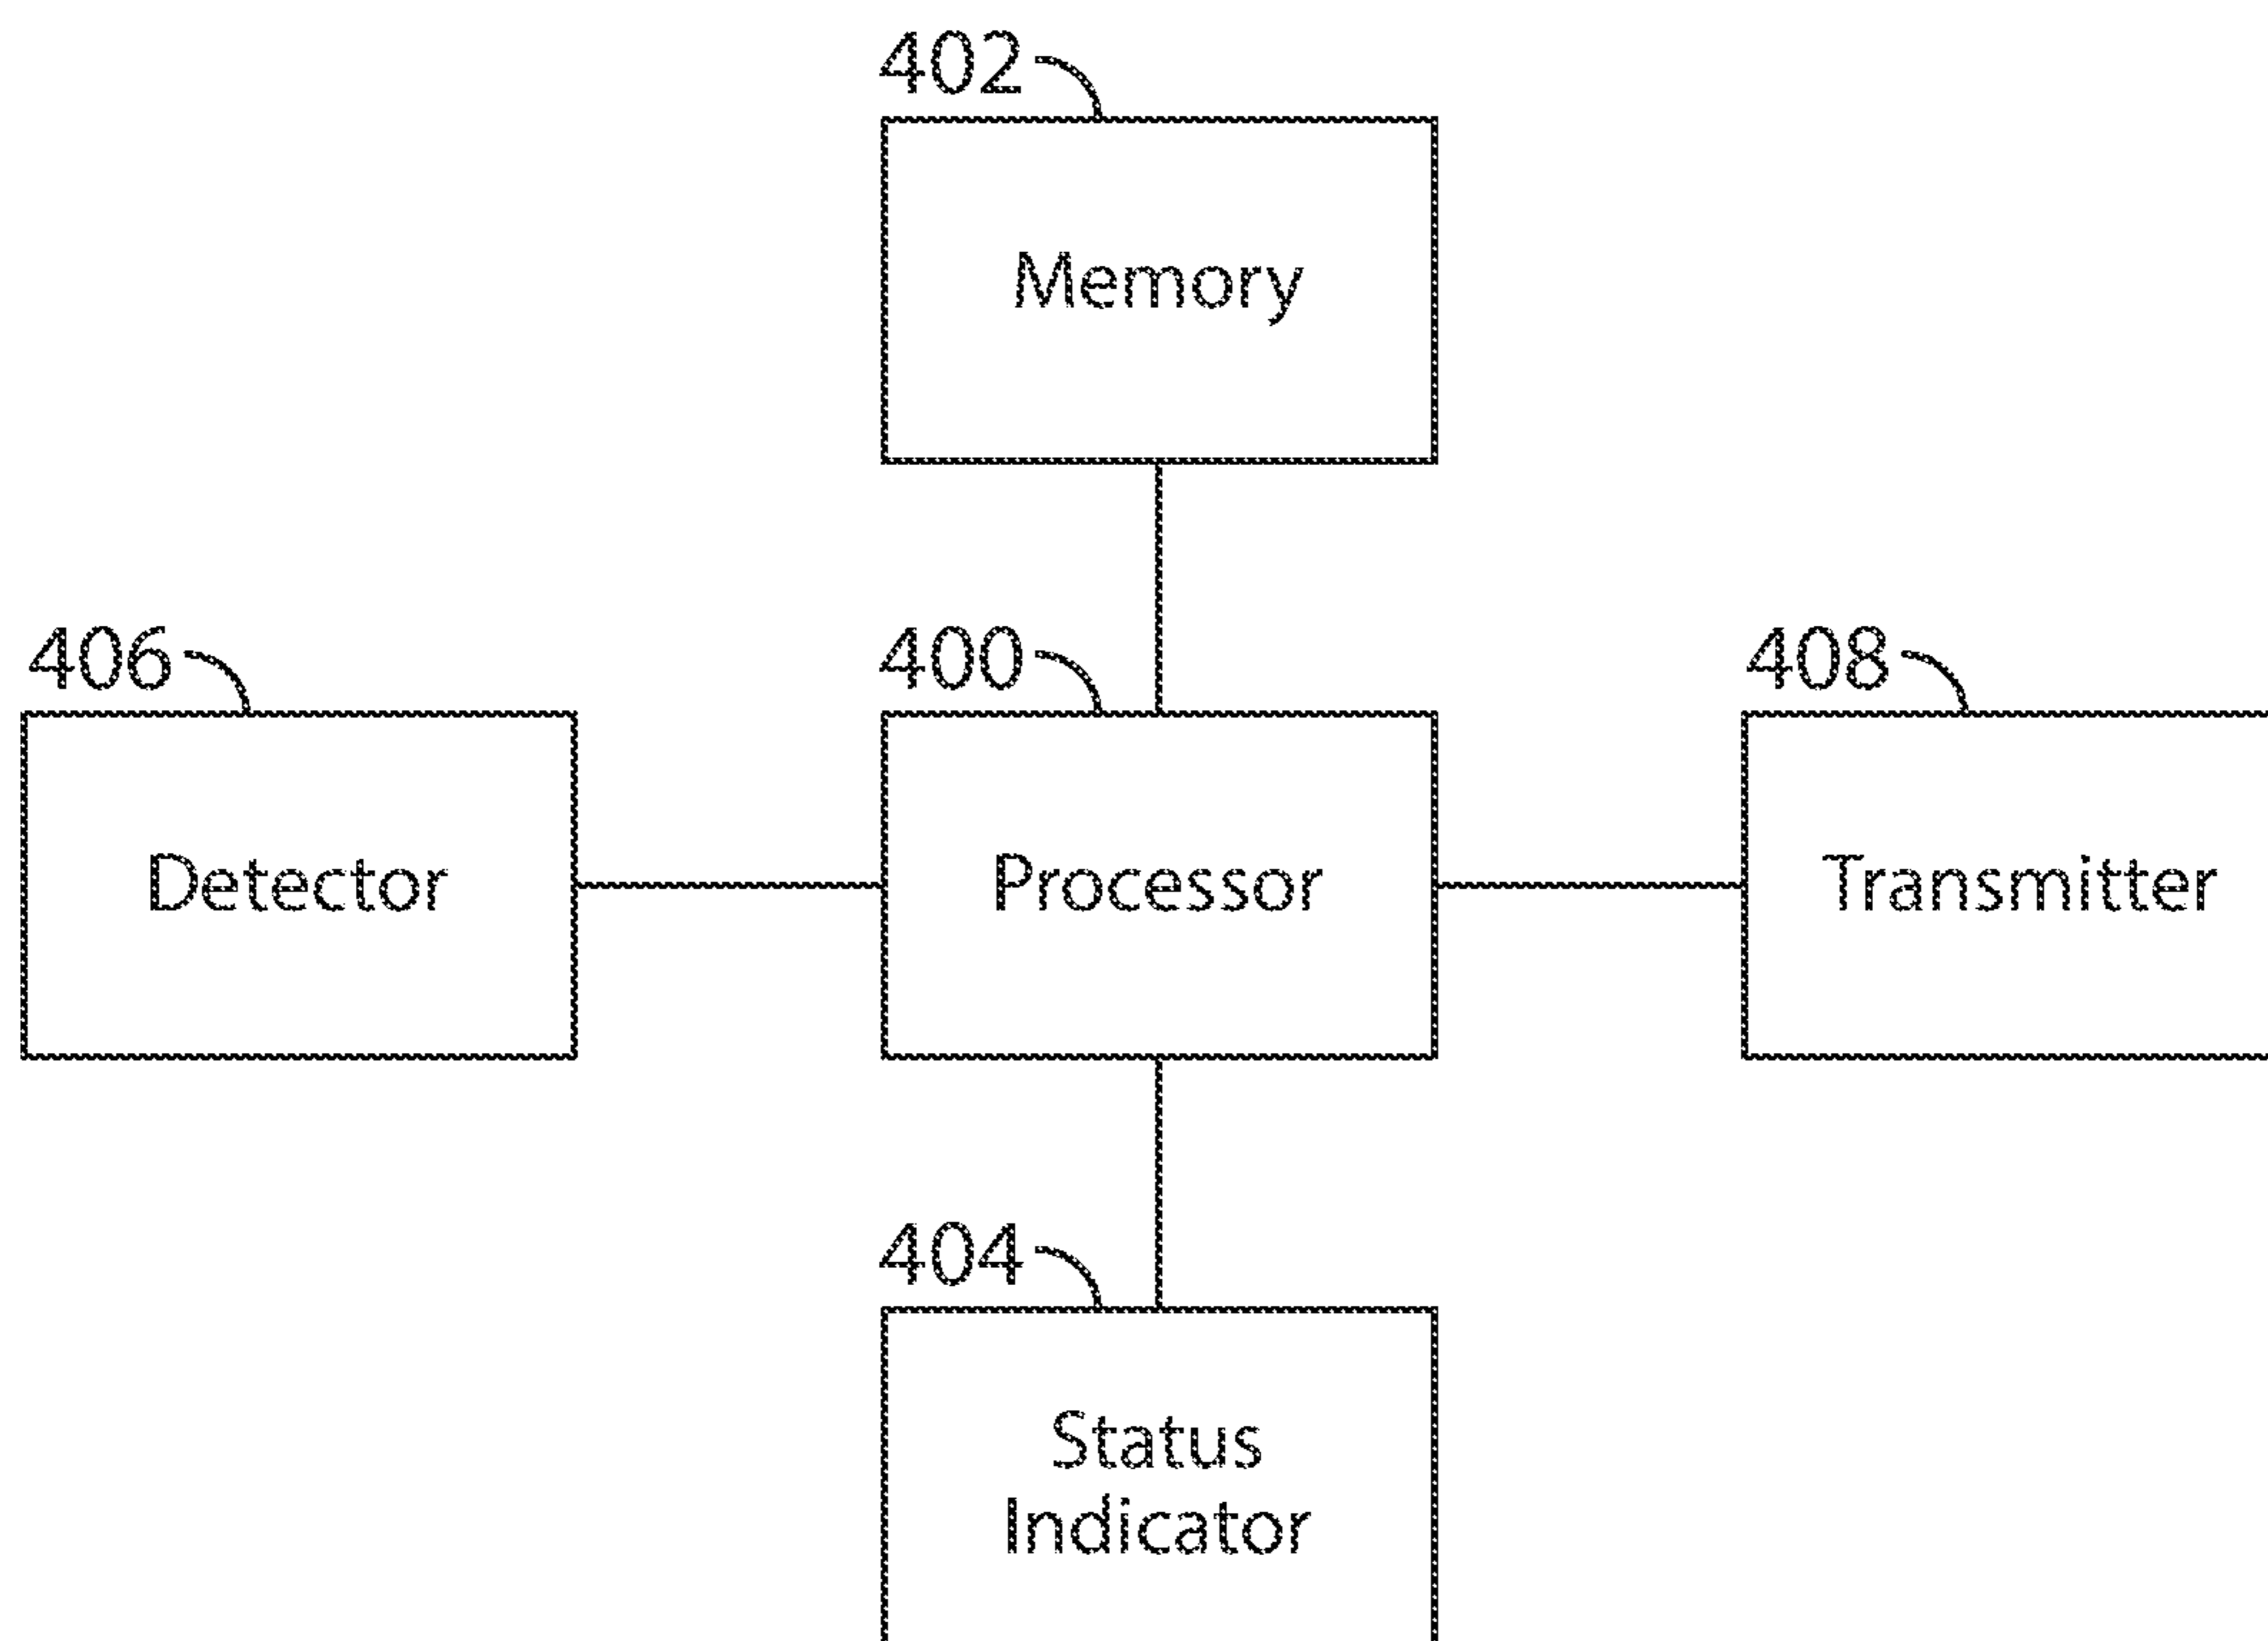 402
Memory
406
400
408
Detector
Processor
Transmitter
404
Status
Indicator